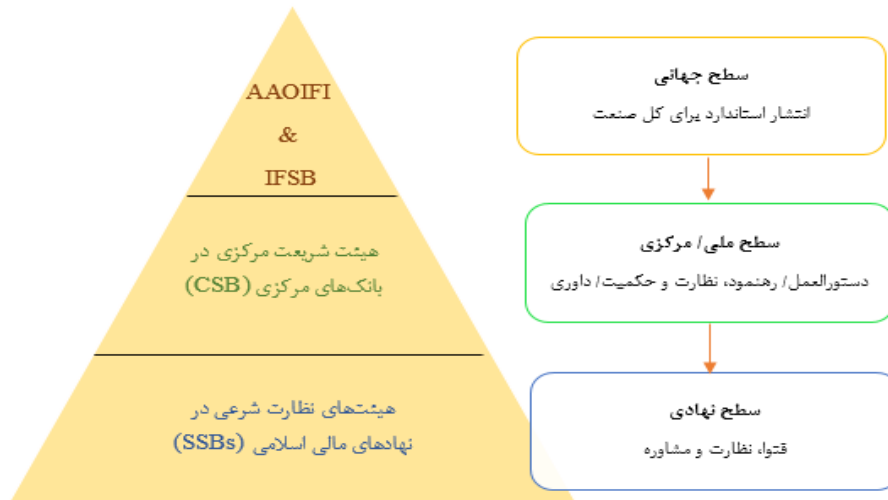 AAOIFI
&
IFSB
هیئت شریعت مرکزی در
بانک‌های مرکزی (CSB)
هیئت‌های نظارت شرعی در
نهادهای مالی اسلامی (SSBs)
سطح جهانی
انتشار استاندارد برای کل صنعت
سطح ملی/ مرکزی
دستورالعمل/ رهنمود، نظارت و حکمیت/ داوری
سطح نهادی
فتوا، نظارت و مشاوره